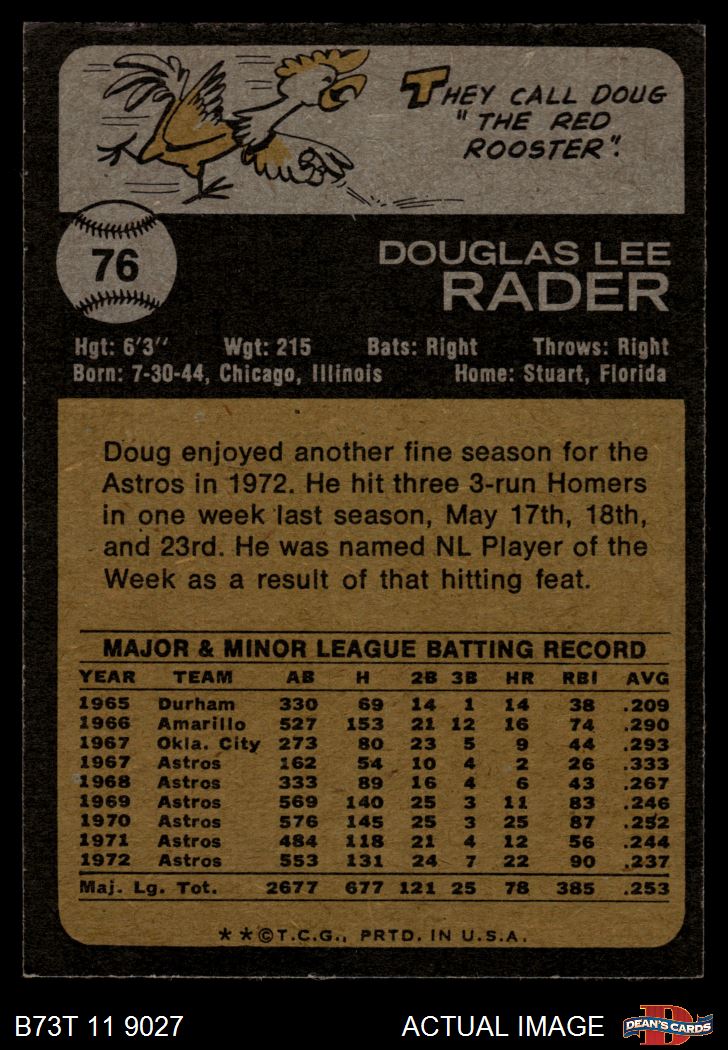 THEY CALL DOUG
"THE RED
ROOSTER".
76
DOUGLAS LEE
RADER
Hgt: 6'3" Wgt: 215 Bats: Right Throws: Right
Born: 7-30-44, Chicago, Illinois Home: Stuart, Florida
Doug enjoyed another fine season for the
Astros in 1972. He hit three 3-run Homers
in one week last season, May 17th, 18th,
and 23rd. He was named NL Player of the
Week as a result of that hitting feat.
MAJOR & MINOR LEAGUE BATTING RECORD
YEAR TEAM AB H 2B 3B HR RBI AVG
1965 Durham 330 69 14 1 14 38 .209
1966 Amarillo 527 153 21 12 16 74 .290
1967 Okla. City 273 80 23 5 9 44 .293
1967 Astros 162 54 10 4 2 26 .333
1968 Astros 333 89 16 4 6 43 .267
1969 Astros 569 140 25 3 11 83 .246
1970 Astros 576 145 25 3 25 87 .252
1971 Astros 484 118 21 4 12 56 .244
1972 Astros 553 131 24 7 22 90 .237
Maj. Lg. Tot. 2677 677 121 25 78 385 .253
**©T.C.G., PRTD. IN U.S.A.
B73T 11 9027 ACTUAL IMAGE DEAN'S CARDS